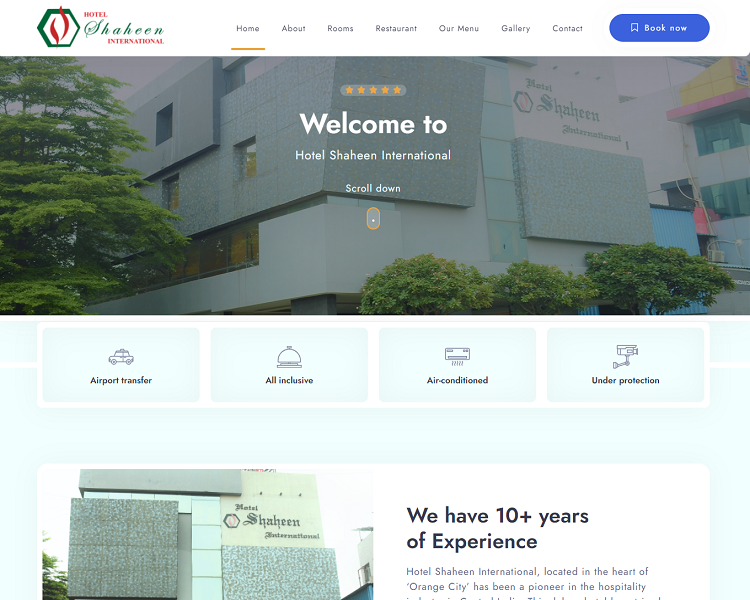 HOTEL
Shaheen
INTERNATIONAL
Home
About
Rooms
Restaurant
Our Menu
Gallery
Contact
Book now
Hotel
Shaheen
International
Welcome to
Hotel Shaheen International
Scroll down
Airport transfer
All inclusive
Air-conditioned
Under protection
Hotel
Shaheen
International
We have 10+ years
of Experience
Hotel Shaheen International, located in the heart of
'Orange City' has been a pioneer in the hospitality